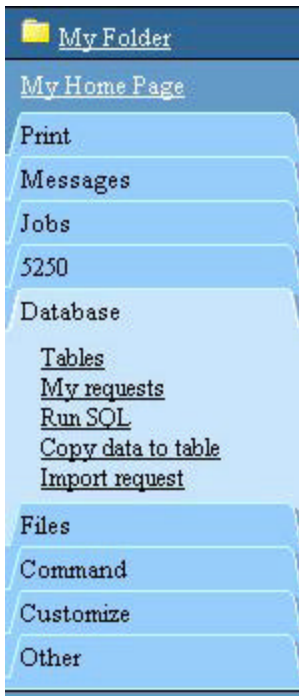 My Folder
My Home Page
Print
Messages
Jobs
5250
Database
Tables
My requests
Run SQL
Copy data to table
Import request
Files
Command
Customize
Other